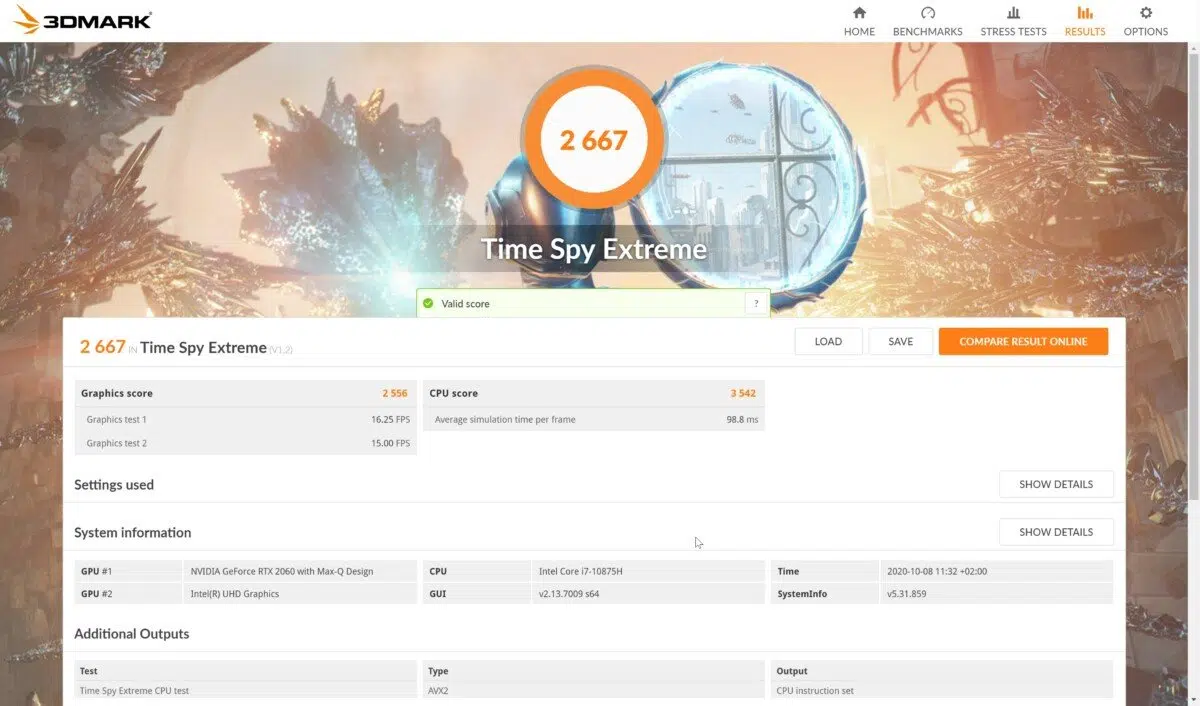 3DMARK
HOME BENCHMARKS STRESS TESTS RESULTS OPTIONS
2 667
Time Spy Extreme
Valid score ?
2 667 IN Time Spy Extreme (V1.2)
LOAD SAVE COMPARE RESULT ONLINE
Graphics score 2 556 CPU score 3 542
Graphics test 1 16.25 FPS Average simulation time per frame 98.8 ms
Graphics test 2 15.00 FPS
Settings used SHOW DETAILS
System information SHOW DETAILS
GPU #1 NVIDIA GeForce RTX 2060 with Max-Q Design CPU Intel Core i7-10875H Time 2020-10-08 11:32 +02:00
GPU #2 Intel(R) UHD Graphics GUI v2.13.7009 s64 SystemInfo v5.31.859
Additional Outputs
Test Type Output
Time Spy Extreme CPU test AVX2 CPU instruction set